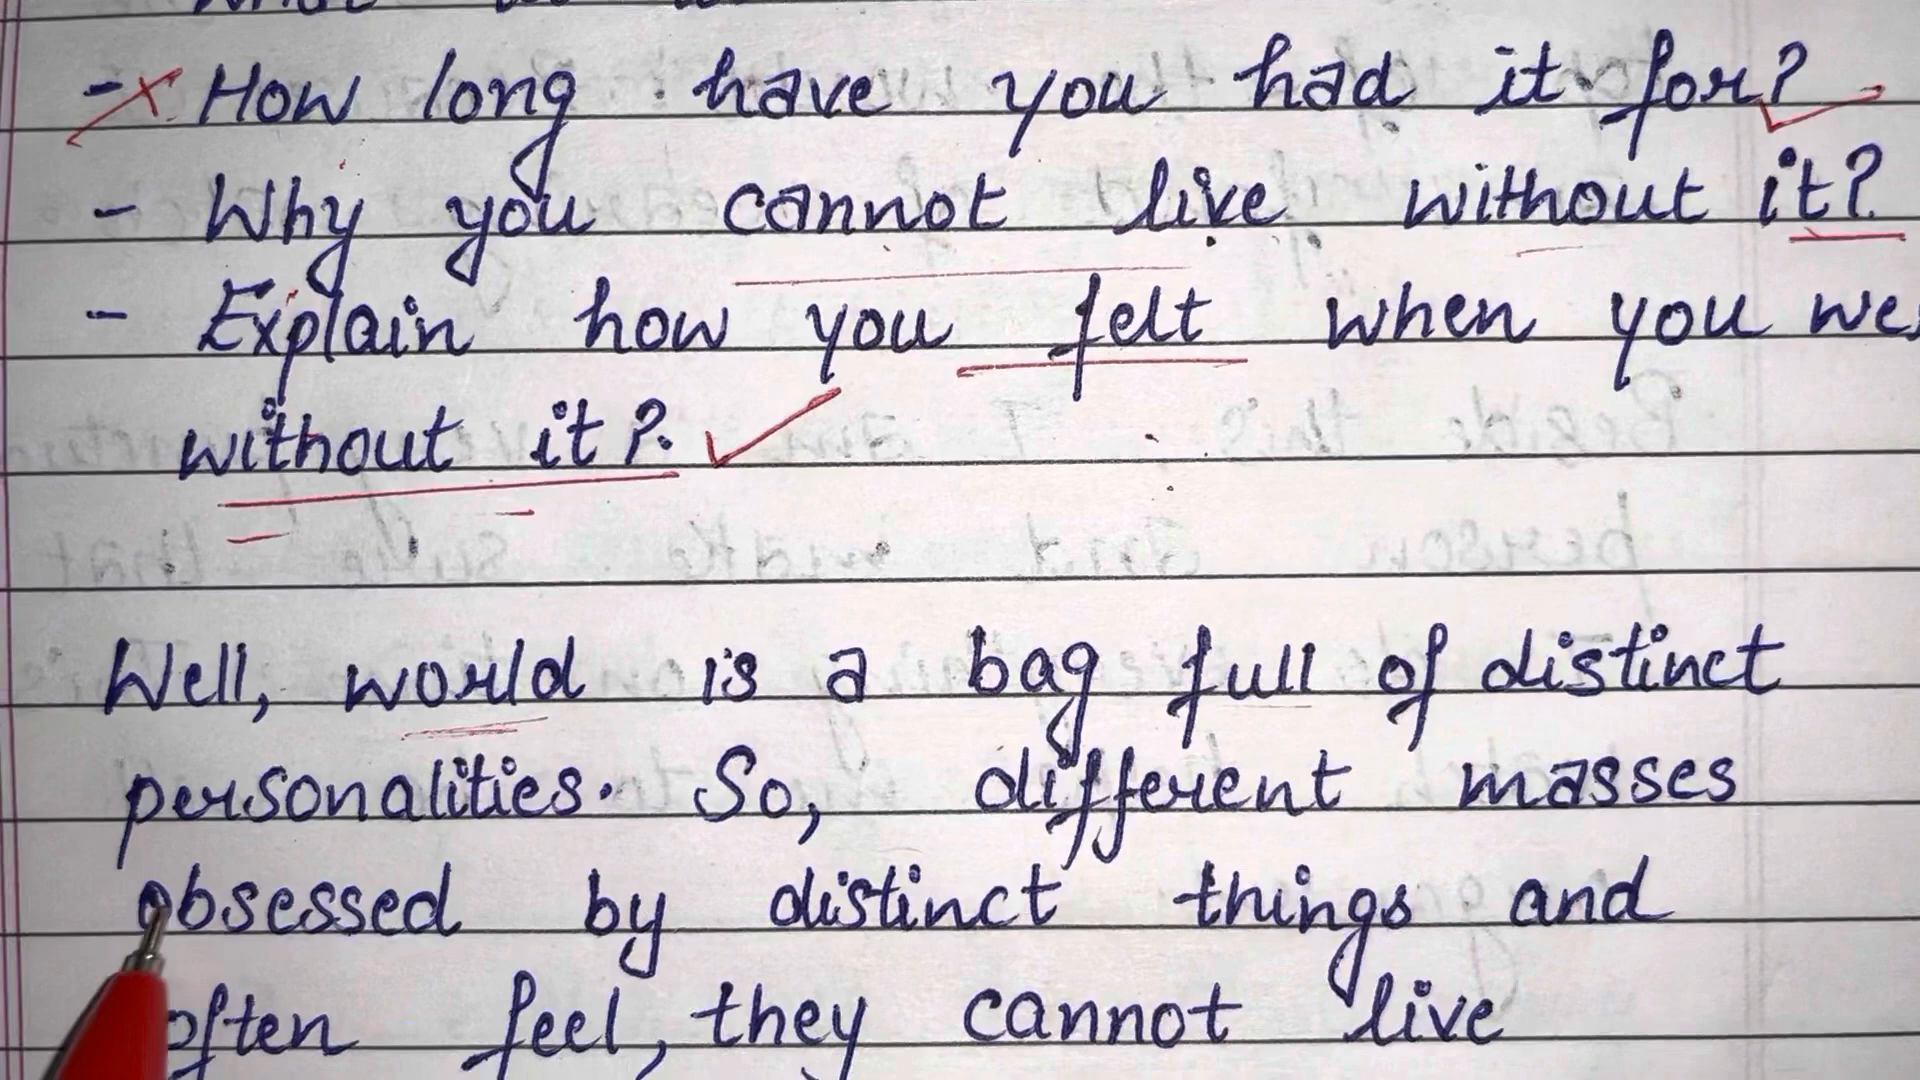 - How long have you had it for?
- Why you cannot live without it?
- Explain how you felt when you we
without it?
Well, world is a bag full of distinct
personalities. So, different masses
obsessed by distinct things and
often feel, they cannot live